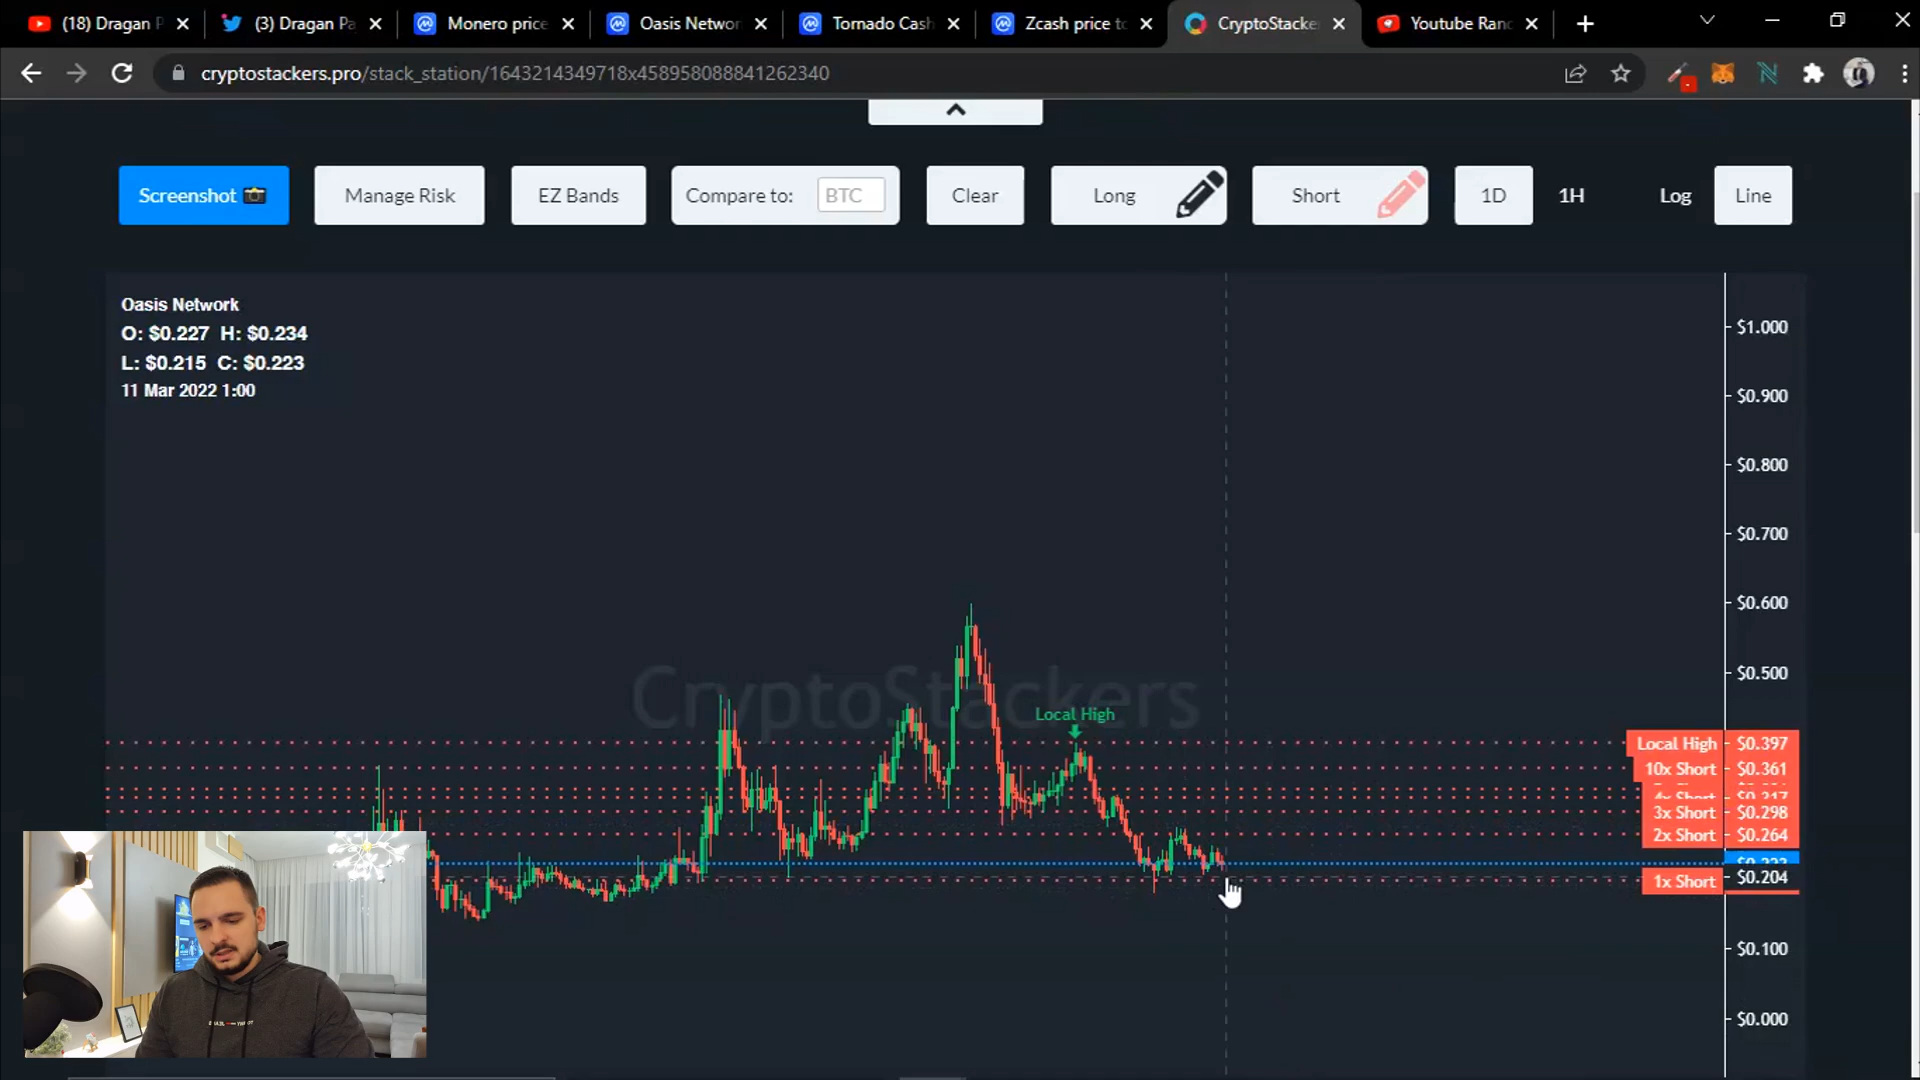 (18) Dragan P
(3) Dragan Pa
Monero price
Oasis Networ
Tornado Cash
Zcash price to
CryptoStacke
Youtube Ranc
cryptostackers.pro/stack_station/1643214349718x458958088841262340
Screenshot
Manage Risk
EZ Bands
Compare to: BTC
Clear
Long
Short
1D
1H
Log
Line
Oasis Network
O: $0.227 H: $0.234
L: $0.215 C: $0.223
11 Mar 2022 1:00
CryptoStackers
Local High
$1.000
$0.900
$0.800
$0.700
$0.600
$0.500
Local High $0.397
10x Short $0.361
3x Short $0.298
2x Short $0.264
$0.204
1x Short
$0.100
$0.000